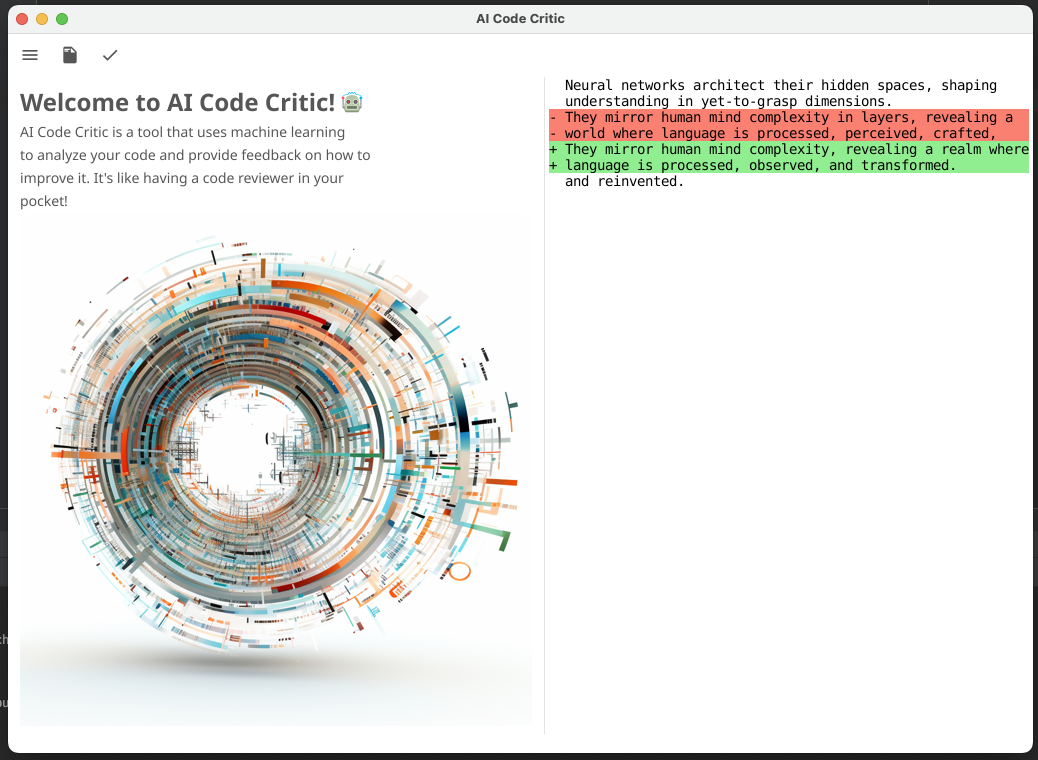 AI Code Critic
Welcome to AI Code Critic! 🤖
AI Code Critic is a tool that uses machine learning
to analyze your code and provide feedback on how to
improve it. It's like having a code reviewer in your
pocket!
Neural networks architect their hidden spaces, shaping
understanding in yet-to-grasp dimensions.
- They mirror human mind complexity in layers, revealing a
- world where language is processed, perceived, crafted,
+ They mirror human mind complexity, revealing a realm where
+ language is processed, observed, and transformed.
and reinvented.